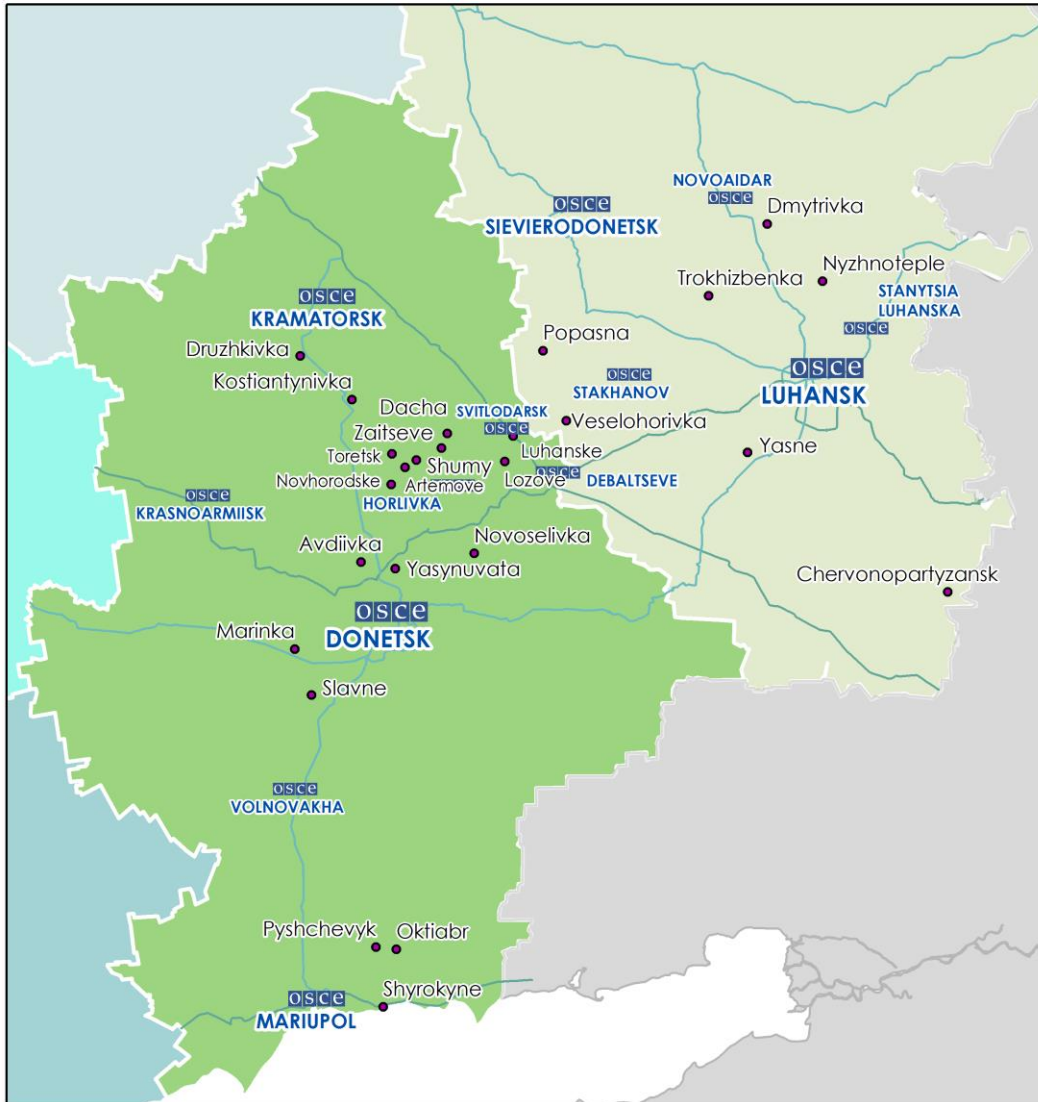 NOVOAIDAR
osce
Dmytrivka
osce
SIEVIERODONETSK
Trokhizbenka
Nyzhnoteple
STANYTSIA
LUHANSKA
osce
osce
KRAMATORSK
Druzhkivka
Popasna
osce
LUHANSK
osce
STAKHANOV
Kostiantynivka
Dacha
SVITLODARSK
osce
Veselohorivka
Zaitseve
Luhanske
Toretsk
Shumy
Yasne
Novhorodske
Artemove
Lozove
osce
DEBALTSEVE
HORLIVKA
osce
KRASNOARMIISK
Avdiivka
Novoselivka
Yasynuvata
Chervonopartyzansk
osce
DONETSK
Marinka
Slavne
osce
VOLNOVAKHA
Pyshchevyk
Oktiabr
Shyrokyne
osce
MARIUPOL